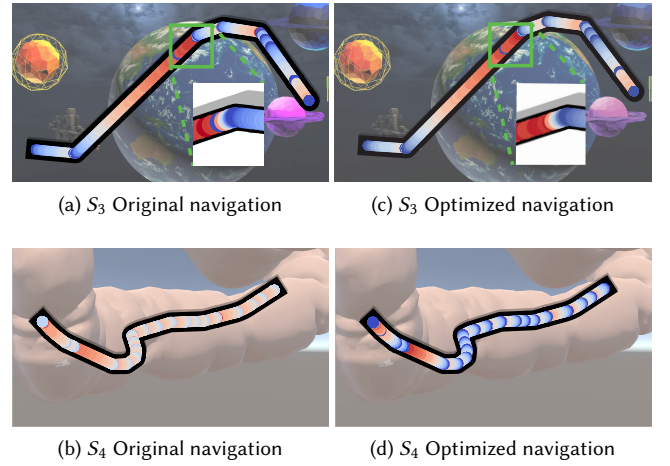 (a) S₃ Original navigation
(c) S₃ Optimized navigation
(b) S₄ Original navigation
(d) S₄ Optimized navigation